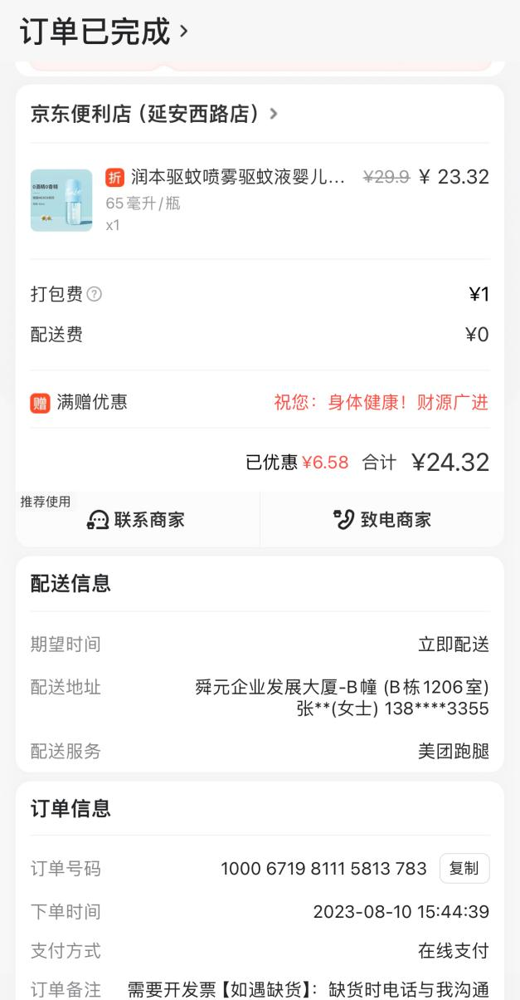 订单已完成
京东便利店（延安西路店）
折 润本驱蚊喷雾驱蚊液婴儿... ¥29.9 ¥ 23.32
65毫升/瓶
x1
打包费 ? ¥1
配送费 ¥0
赠 满赠优惠 祝您：身体健康！财源广进
已优惠 ¥6.58 合计 ¥24.32
推荐使用
联系商家 致电商家
配送信息
期望时间 立即配送
配送地址 舜元企业发展大厦-B幢 (B栋1206室)
张**(女士) 138****3355
配送服务 美团跑腿
订单信息
订单号码 1000 6719 8111 5813 783 复制
下单时间 2023-08-10 15:44:39
支付方式 在线支付
订单备注 需要开发票【如遇缺货】：缺货时电话与我沟通